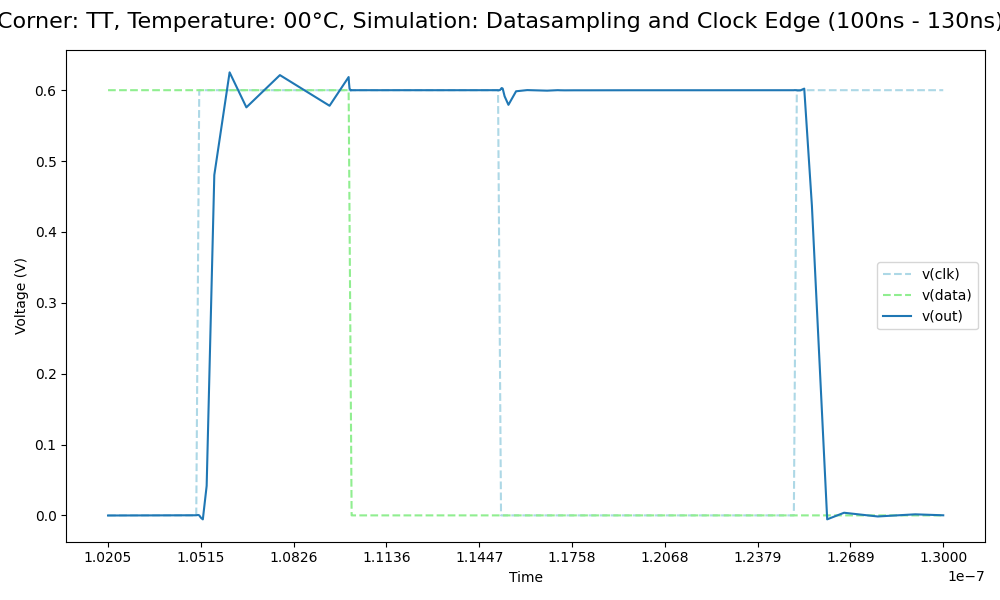 Corner: TT, Temperature: 00°C, Simulation: Datasampling and Clock Edge (100ns - 130ns)
0.6
0.5
0.4
0.3
0.2
0.1
0.0
Voltage (V)
v(clk)
v(data)
v(out)
1.0205 1.0515 1.0826 1.1136 1.1447 1.1758 1.2068 1.2379 1.2689 1.3000
1e−7
Time